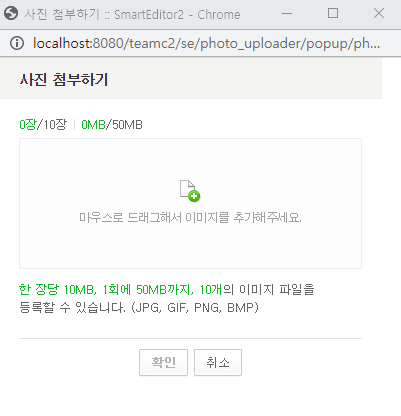 사진 첨부하기 :: SmartEditor2 - Chrome
localhost:8080/teamc2/se/photo_uploader/popup/ph...
사진 첨부하기
0장/10장 | 0MB/50MB
마우스로 드래그해서 이미지를 추가해주세요.
한 장당 10MB, 1회에 50MB까지, 10개의 이미지 파일을
등록할 수 있습니다. (JPG, GIF, PNG, BMP)
확인 취소